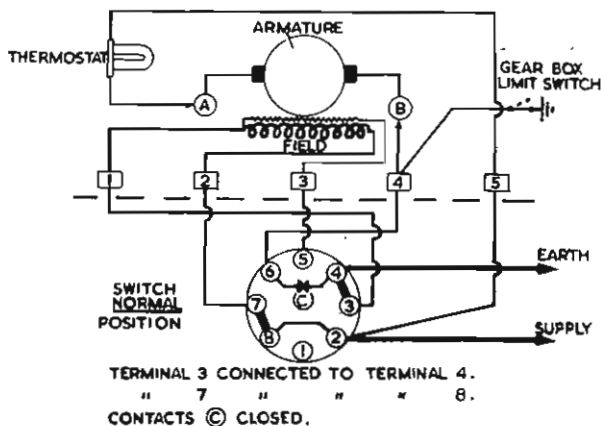 ARMATURE
THERMOSTAT
GEAR BOX
LIMIT SWITCH
A
B
FIELD
1 2 3 4 5
EARTH
SWITCH
NORMAL
POSITION
5
6 4
C
7 3
8 2
1
SUPPLY
TERMINAL 3 CONNECTED TO TERMINAL 4.
" 7 " " " 8.
CONTACTS C CLOSED.